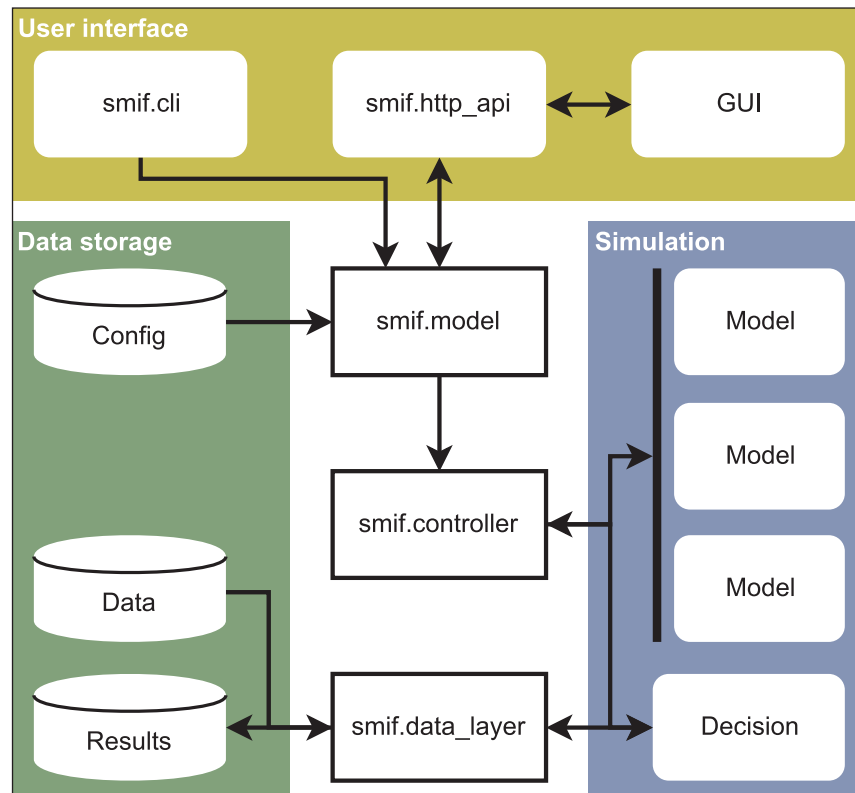 User interface
smif.cli
smif.http_api
GUI
Data storage
Simulation
Config
smif.model
Model
Model
smif.controller
Data
Model
Results
smif.data_layer
Decision